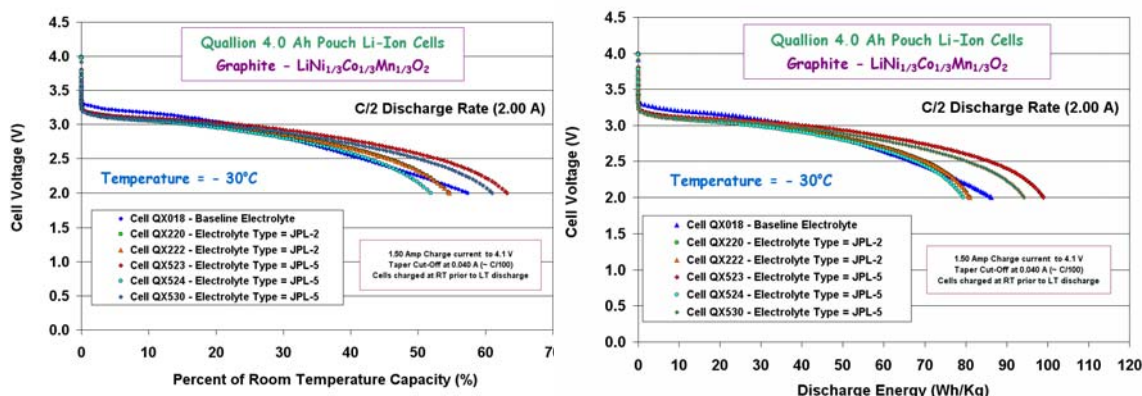 Quallion 4.0 Ah Pouch Li-Ion Cells
Graphite - LiNi1/3Co1/3Mn1/3O2
C/2 Discharge Rate (2.00 A)
Temperature = - 30°C
Cell QX018 - Baseline Electrolyte
Cell QX220 - Electrolyte Type = JPL-2
Cell QX222 - Electrolyte Type = JPL-2
Cell QX523 - Electrolyte Type = JPL-5
Cell QX524 - Electrolyte Type = JPL-5
Cell QX530 - Electrolyte Type = JPL-5
1.50 Amp Charge current to 4.1 V
Taper Cut-Off at 0.040 A (~ C/100)
Cells charged at RT prior to LT discharge
Cell Voltage (V)
4.5
4.0
3.5
3.0
2.5
2.0
1.5
1.0
0.5
0.0
0 10 20 30 40 50 60 70
Percent of Room Temperature Capacity (%)
Quallion 4.0 Ah Pouch Li-Ion Cells
Graphite - LiNi1/3Co1/3Mn1/3O2
C/2 Discharge Rate (2.00 A)
Temperature = - 30°C
Cell QX018 - Baseline Electrolyte
Cell QX220 - Electrolyte Type = JPL-2
Cell QX222 - Electrolyte Type = JPL-2
Cell QX523 - Electrolyte Type = JPL-5
Cell QX524 - Electrolyte Type = JPL-5
Cell QX530 - Electrolyte Type = JPL-5
1.50 Amp Charge current to 4.1 V
Taper Cut-Off at 0.040 A (~ C/100)
Cells charged at RT prior to LT discharge
Cell Voltage (V)
4.5
4.0
3.5
3.0
2.5
2.0
1.5
1.0
0.5
0.0
0 10 20 30 40 50 60 70 80 90 100 110 120
Discharge Energy (Wh/Kg)